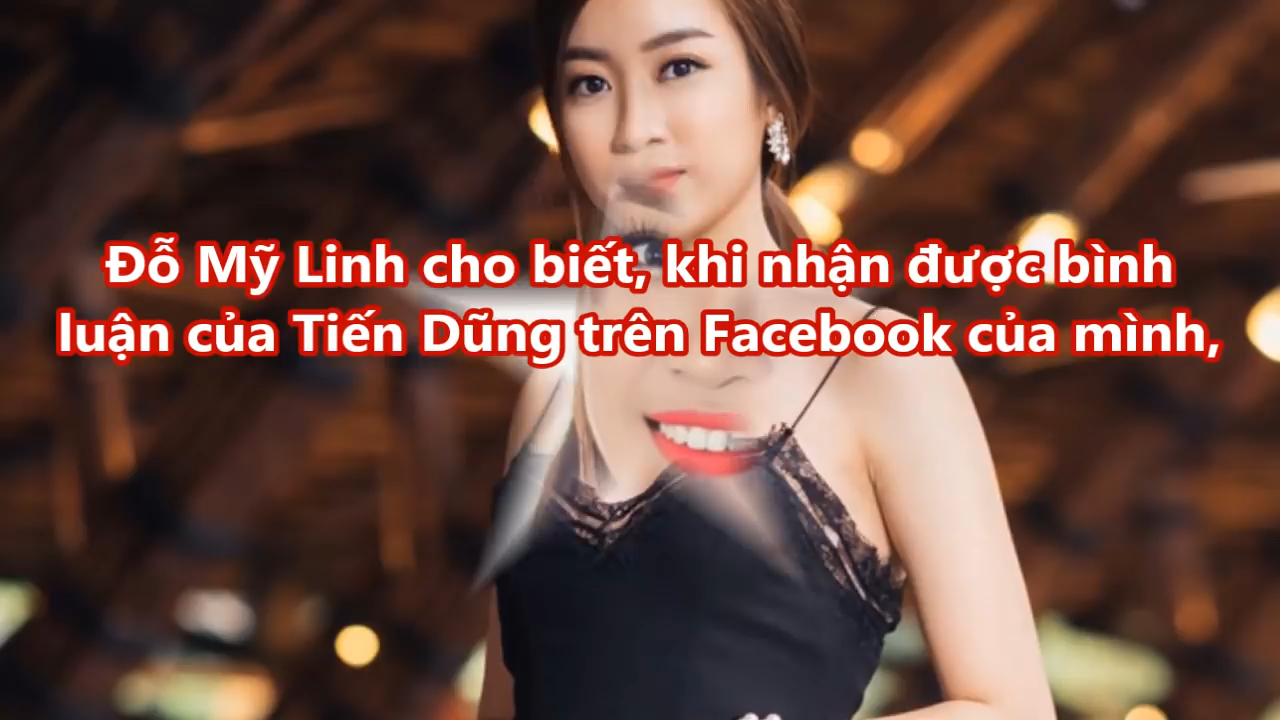 Đỗ Mỹ Linh cho biết, khi nhận được bình
luận của Tiến Dũng trên Facebook của mình,